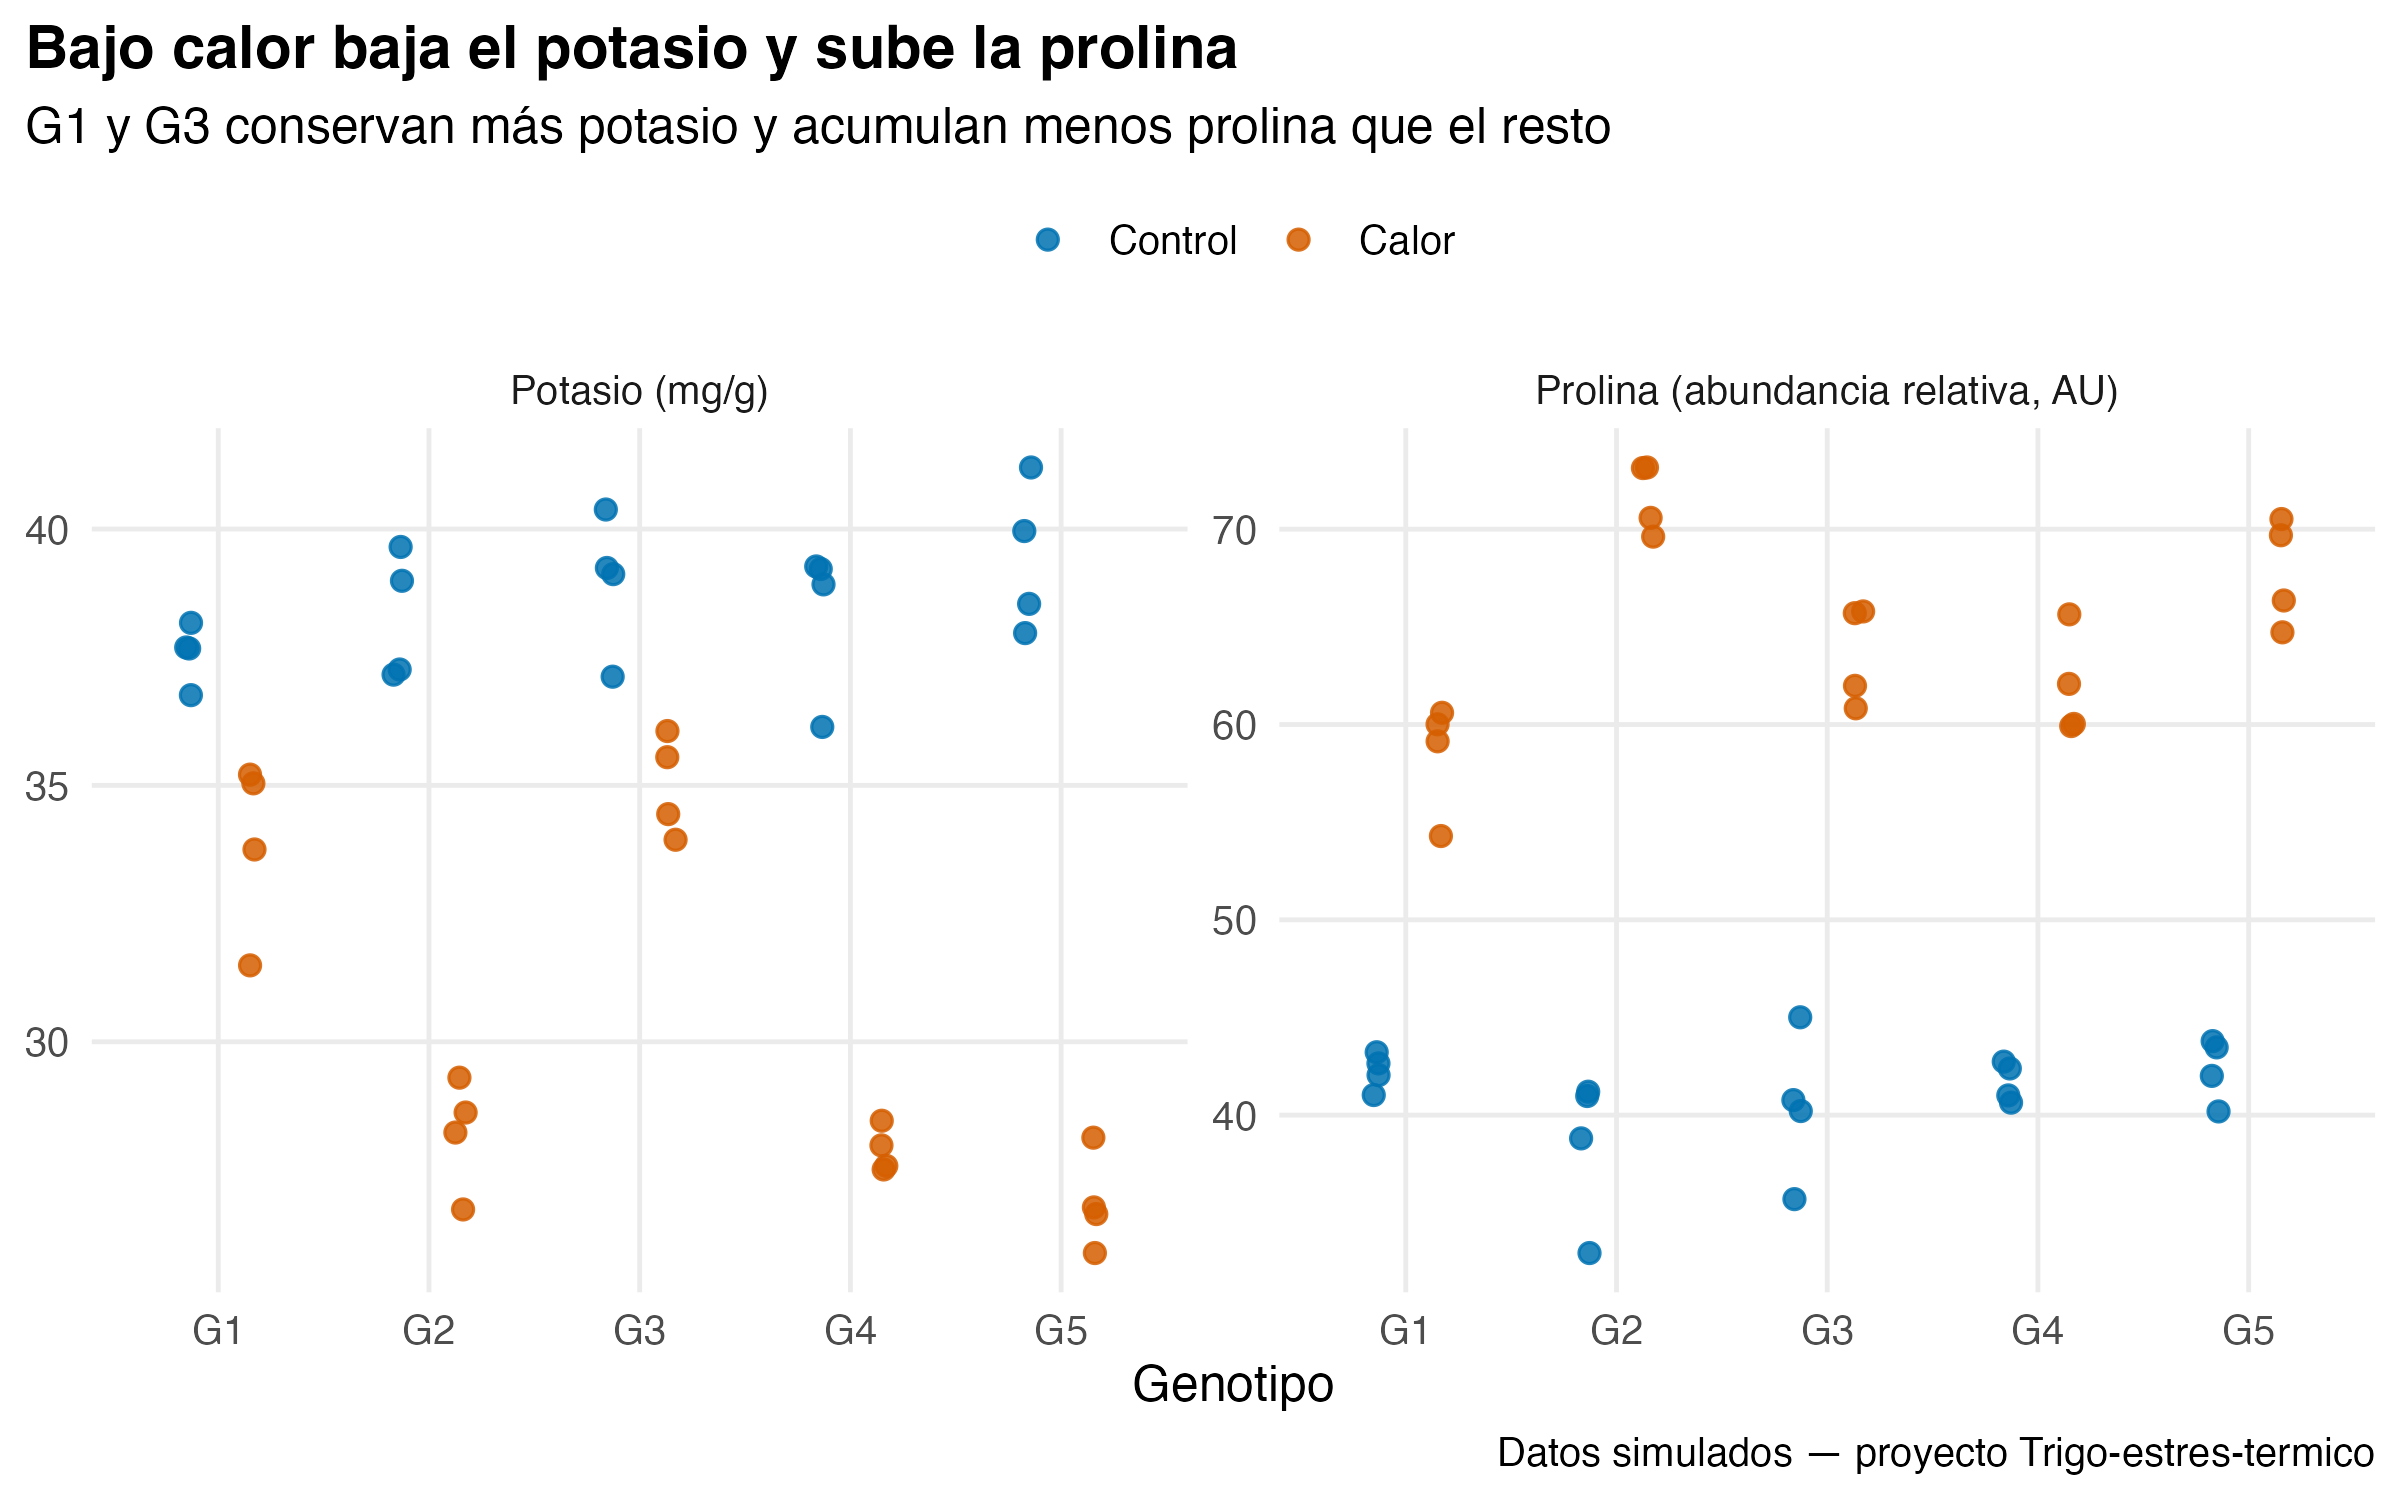 Bajo calor baja el potasio y sube la prolina
G1 y G3 conservan más potasio y acumulan menos prolina que el resto
Control Calor
Potasio (mg/g)
40
35
30
G1 G2 G3 G4 G5
Prolina (abundancia relativa, AU)
70
60
50
40
G1 G2 G3 G4 G5
Genotipo
Datos simulados — proyecto Trigo-estres-termico